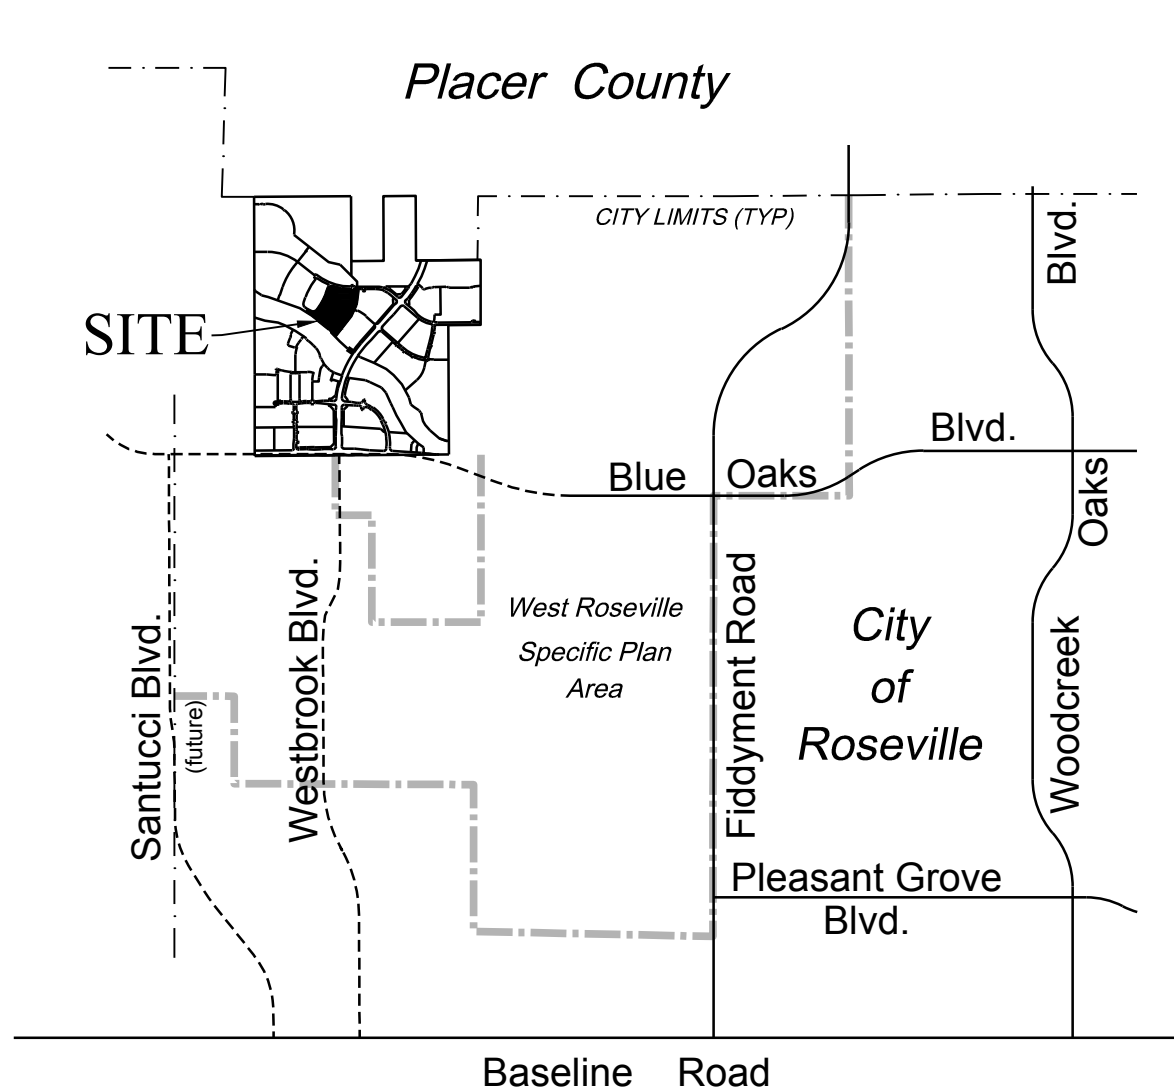 Placer County
CITY LIMITS (TYP)
Blvd.
SITE
Blvd.
Blue Oaks
Oaks
West Roseville
Specific Plan
Area
City
of
Roseville
Santucci Blvd.
(future)
Westbrook Blvd.
Fiddyment Road
Woodcreek
Pleasant Grove
Blvd.
Baseline Road